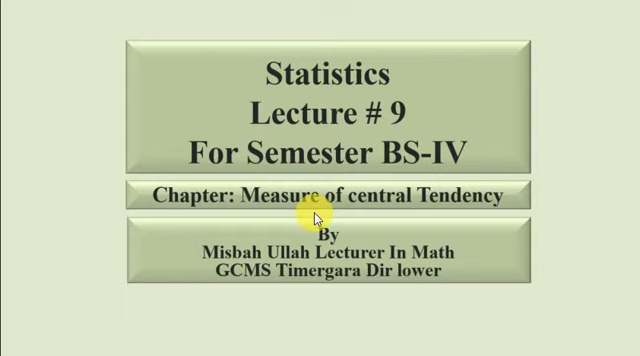 Statistics
Lecture # 9
For Semester BS-IV
Chapter: Measure of central Tendency
By
Misbah Ullah Lecturer In Math
GCMS Timergara Dir lower